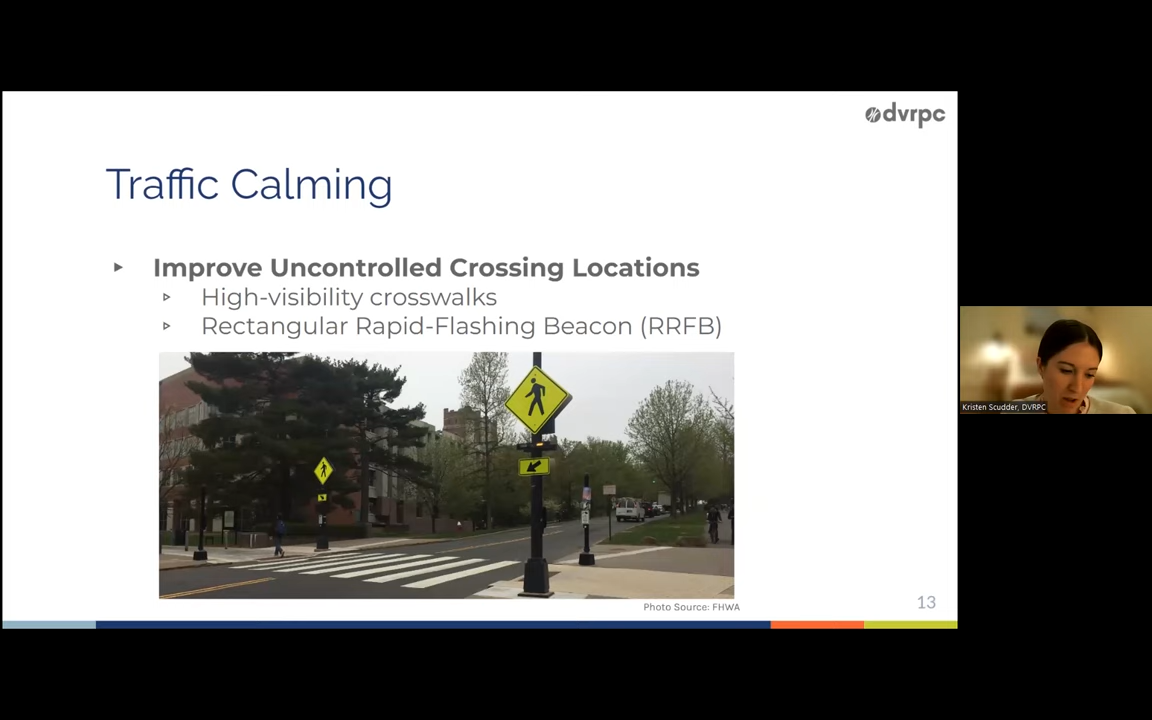 dvrpc
Traffic Calming
Improve Uncontrolled Crossing Locations
High-visibility crosswalks
Rectangular Rapid-Flashing Beacon (RRFB)
Photo Source: FHWA
13
Kristen Scudder, DVRPC